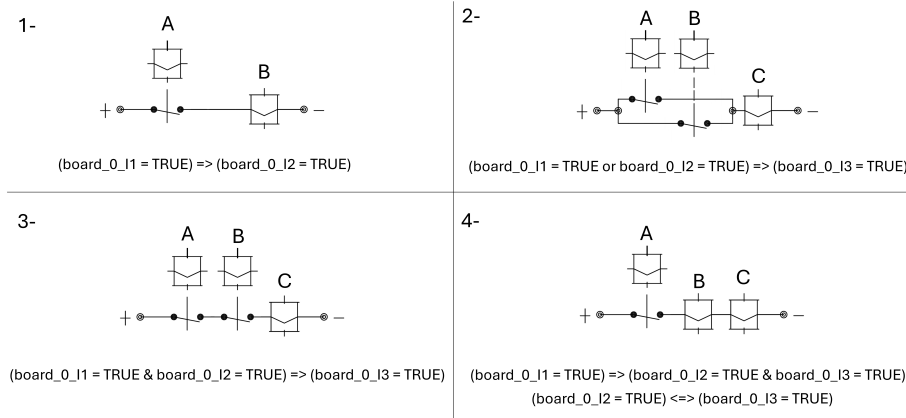 1-
A
B
+ −
(board_0_I1 = TRUE) => (board_0_I2 = TRUE)
2-
A B
C
+ −
(board_0_I1 = TRUE or board_0_I2 = TRUE) => (board_0_I3 = TRUE)
3-
A B
C
+ −
(board_0_I1 = TRUE & board_0_I2 = TRUE) => (board_0_I3 = TRUE)
4-
A
B C
+ −
(board_0_I1 = TRUE) => (board_0_I2 = TRUE & board_0_I3 = TRUE)
(board_0_I2 = TRUE) <=> (board_0_I3 = TRUE)